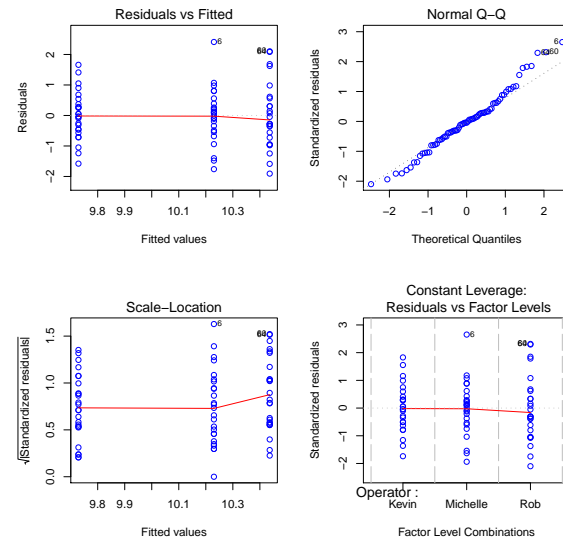 Residuals vs Fitted
Residuals
−2 −1 0 1 2
9.8 9.9 10.1 10.3
Fitted values
6
Normal Q−Q
Standardized residuals
−2 −1 0 1 2 3
−2 −1 0 1 2
Theoretical Quantiles
6
60
Scale−Location
√|Standardized residuals|
0.0 0.5 1.0 1.5
9.8 9.9 10.1 10.3
Fitted values
6
Constant Leverage:
Residuals vs Factor Levels
Standardized residuals
−2 −1 0 1 2 3
6
Operator :
Kevin Michelle Rob
Factor Level Combinations